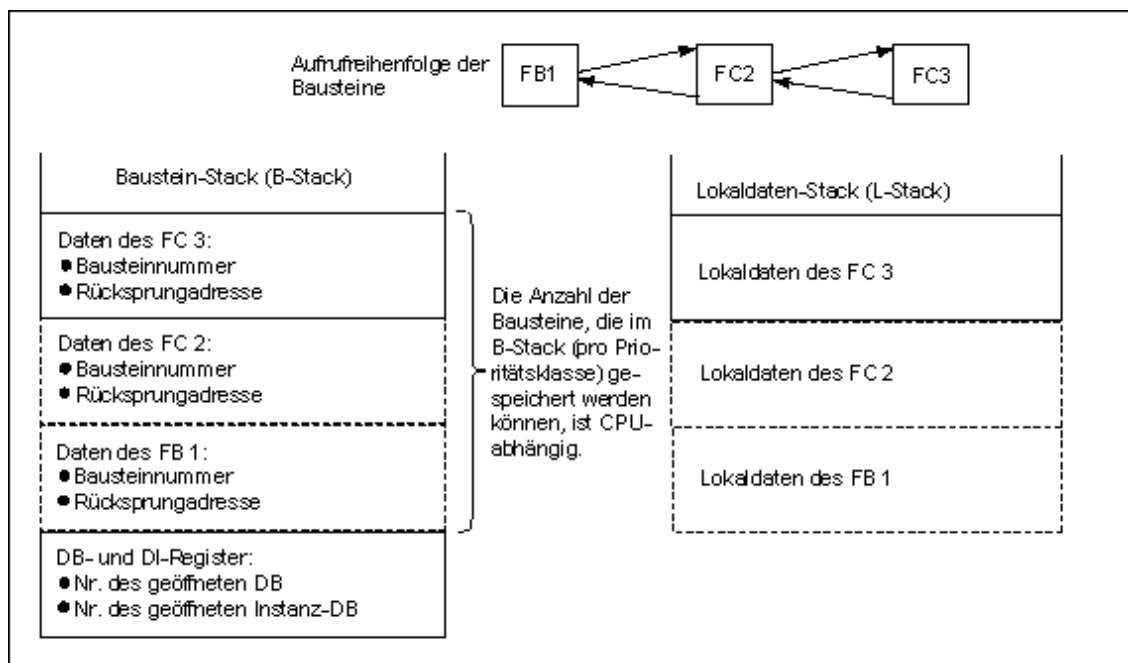 Aufrufreihenfolge der
Bausteine
FB1
FC2
FC3
Baustein-Stack (B-Stack)
Daten des FC 3:
● Bausteinnummer
● Rücksprungadresse
Daten des FC 2:
● Bausteinnummer
● Rücksprungadresse
Daten des FB 1:
● Bausteinnummer
● Rücksprungadresse
DB- und DI-Register:
● Nr. des geöffneten DB
● Nr. des geöffneten Instanz-DB
Die Anzahl der
Bausteine, die im
B-Stack (pro Prio-
ritätsklasse) ge-
speichert werden
können, ist CPU-
abhängig.
Lokaldaten-Stack (L-Stack)
Lokaldaten des FC 3
Lokaldaten des FC 2
Lokaldaten des FB 1